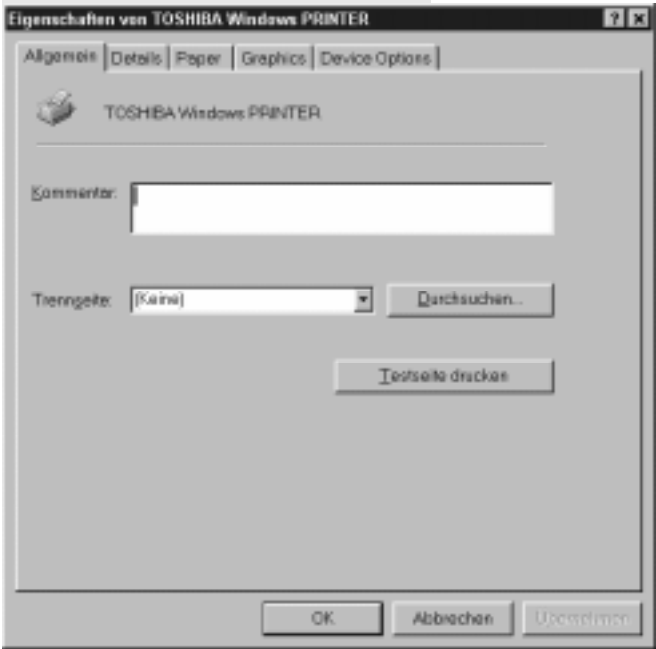 Eigenschaften von TOSHIBA Windows PRINTER
Allgemein Details Paper Graphics Device Options
TOSHIBA Windows PRINTER
Kommentar:
Trennseite: (Keine) Durchsuchen...
Testseite drucken
OK Abbrechen Übernehmen